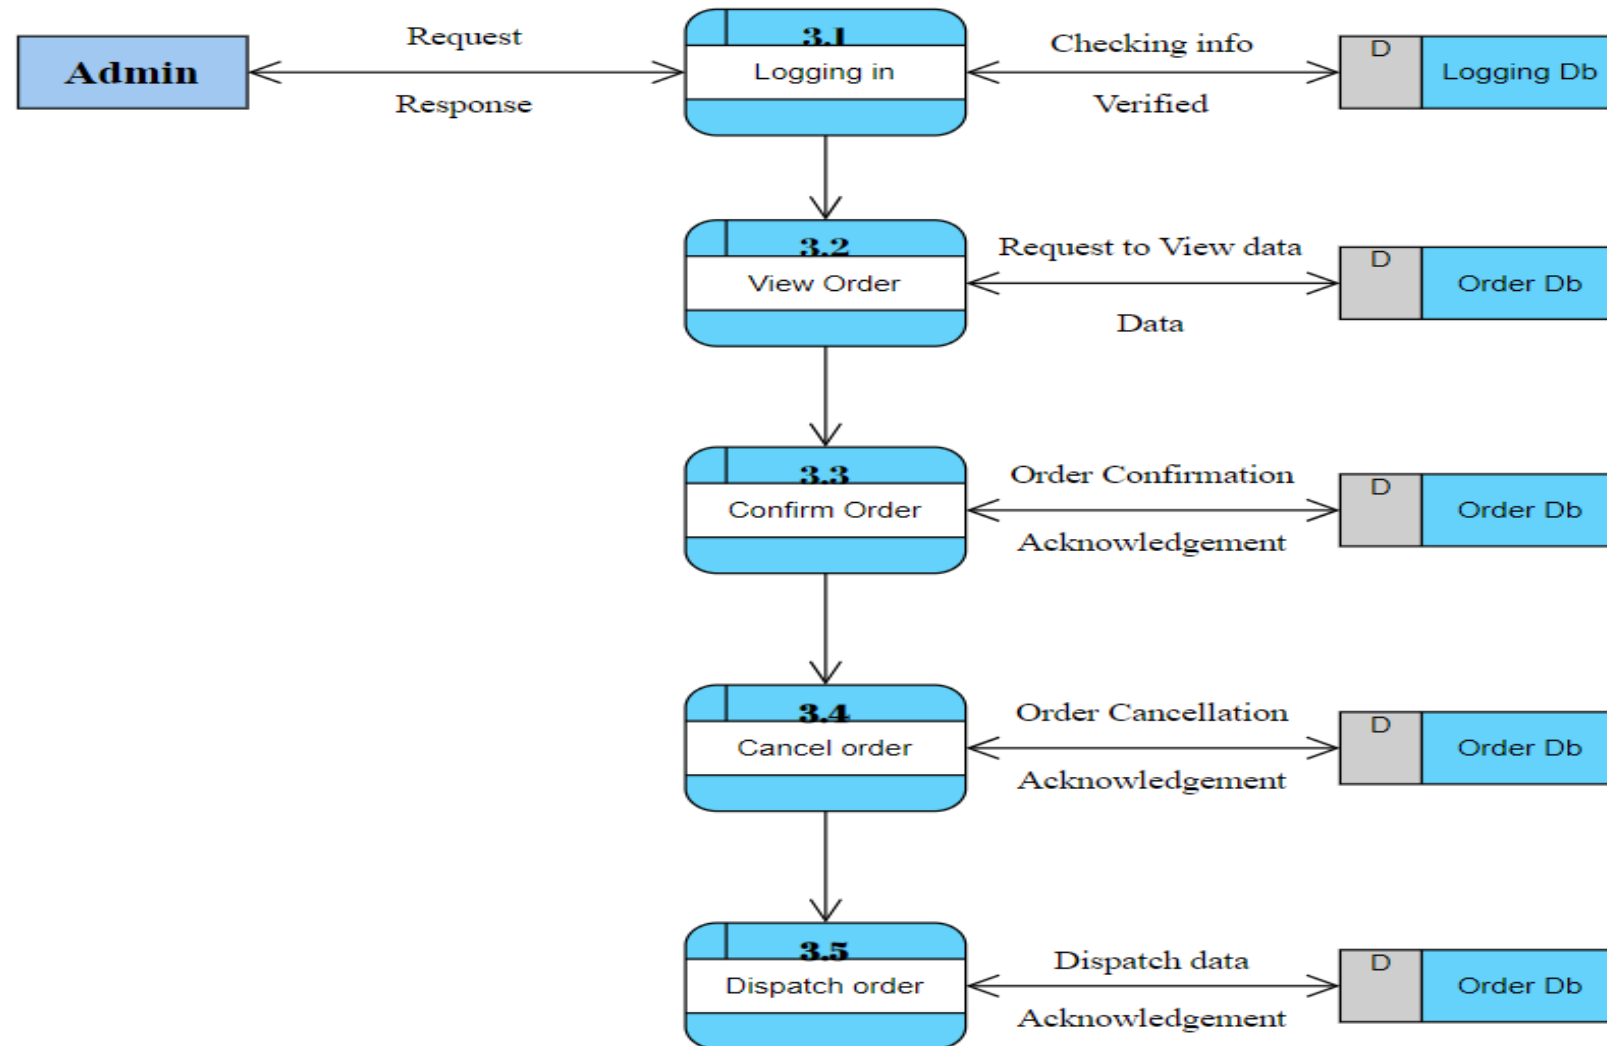 Admin
Request
Response
3.1
Logging in
Checking info
Verified
D
Logging Db
3.2
View Order
Request to View data
Data
D
Order Db
3.3
Confirm Order
Order Confirmation
Acknowledgement
D
Order Db
3.4
Cancel order
Order Cancellation
Acknowledgement
D
Order Db
3.5
Dispatch order
Dispatch data
Acknowledgement
D
Order Db